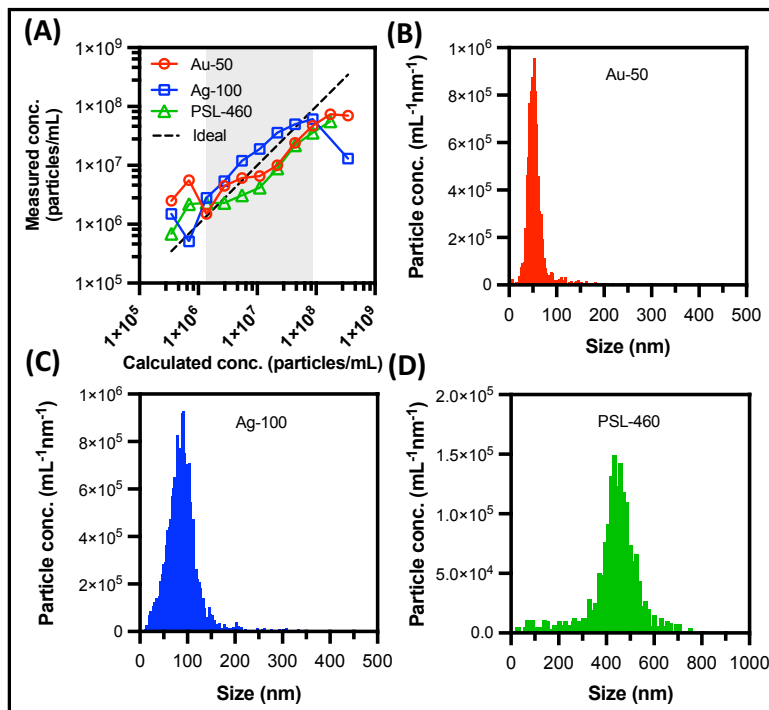 (A)
1×10⁹
1×10⁸
1×10⁷
1×10⁶
1×10⁵
Measured conc.
(particles/mL)
Au-50
Ag-100
PSL-460
Ideal
1×10⁵
1×10⁶
1×10⁷
1×10⁸
1×10⁹
Calculated conc. (particles/mL)
(B)
Au-50
1×10⁶
8×10⁵
6×10⁵
4×10⁵
2×10⁵
0
Particle conc. (mL⁻¹nm⁻¹)
0 100 200 300 400 500
Size (nm)
(C)
Ag-100
1×10⁶
8×10⁵
6×10⁵
4×10⁵
2×10⁵
0
Particle conc. (mL⁻¹nm⁻¹)
0 100 200 300 400 500
Size (nm)
(D)
PSL-460
2.0×10⁵
1.5×10⁵
1.0×10⁵
5.0×10⁴
0.0
Particle conc. (mL⁻¹nm⁻¹)
0 200 400 600 800 1000
Size (nm)